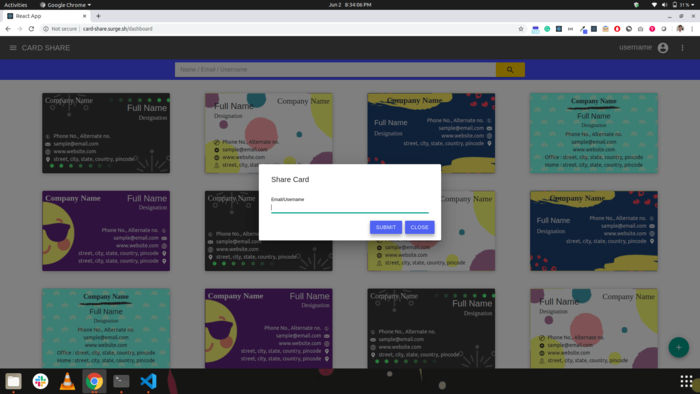 Activities
Google Chrome
Jun 2 8:34:06 PM
31 %
React App
Not secure | card-share.surge.sh/dashboard
CARD SHARE
username
Name / Email / Username
Company Name
Full Name
Designation
Phone No., Alternate no.
sample@email.com
www.website.com
street, city, state, country, pincode
Company Name
Full Name
Designation
Phone No., Alternate no.
sample@email.com
www.website.com
street, city, state, country, pincode
Company Name
Full Name
Designation
Phone No., Alternate no.
sample@email.com
www.website.com
street, city, state, country, pincode
Company Name
Full Name
Designation
Phone No., Alternate no.
sample@email.com
www.website.com
Office : street, city, state, country, pincode
Home : street, city, state, country, pincode
Share Card
Email/Username
SUBMIT
CLOSE
Company Name
Full Name
Designation
Phone No., Alternate no.
sample@email.com
www.website.com
street, city, state, country, pincode
Company Name
Phone No., Alternate no.
sample@email.com
www.website.com
street, city, state, country, pincode
Company Name
sample@email.com
www.website.com
street, city, state, country, pincode
Company Name
Full Name
Designation
Phone No., Alternate no.
sample@email.com
www.website.com
street, city, state, country, pincode
Company Name
Full Name
Designation
Phone No., Alternate no.
sample@email.com
www.website.com
Office : street, city, state, country, pincode
Home : street, city, state, country, pincode
Company Name
Full Name
Designation
Phone No., Alternate no.
sample@email.com
www.website.com
street, city, state, country, pincode
Company Name
Full Name
Designation
Phone No., Alternate no.
sample@email.com
www.website.com
street, city, state, country, pincode
Company Name
Full Name
Designation
Phone No., Alternate no.
sample@email.com
www.website.com
street, city, state, country, pincode